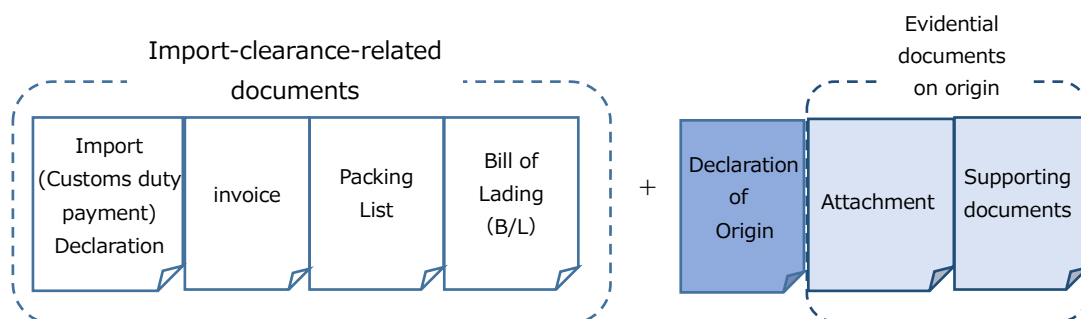 Import-clearance-related
documents
Evidential
documents
on origin
Import
(Customs duty
payment)
Declaration
invoice
Packing
List
Bill of
Lading
(B/L)
+
Declaration
of
Origin
Attachment
Supporting
documents